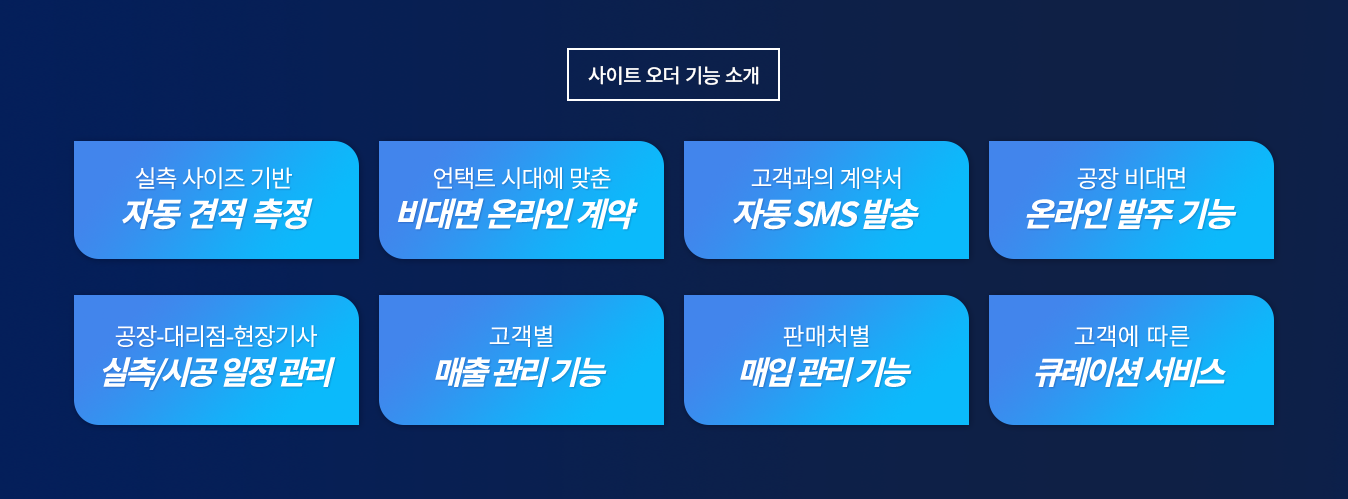 사이트 오더 기능 소개
실측 사이즈 기반
자동 견적 측정
언택트 시대에 맞춘
비대면 온라인 계약
고객과의 계약서
자동 SMS 발송
공장 비대면
온라인 발주 기능
공장-대리점-현장기사
실측/시공 일정 관리
고객별
매출 관리 기능
판매처별
매입 관리 기능
고객에 따른
큐레이션 서비스